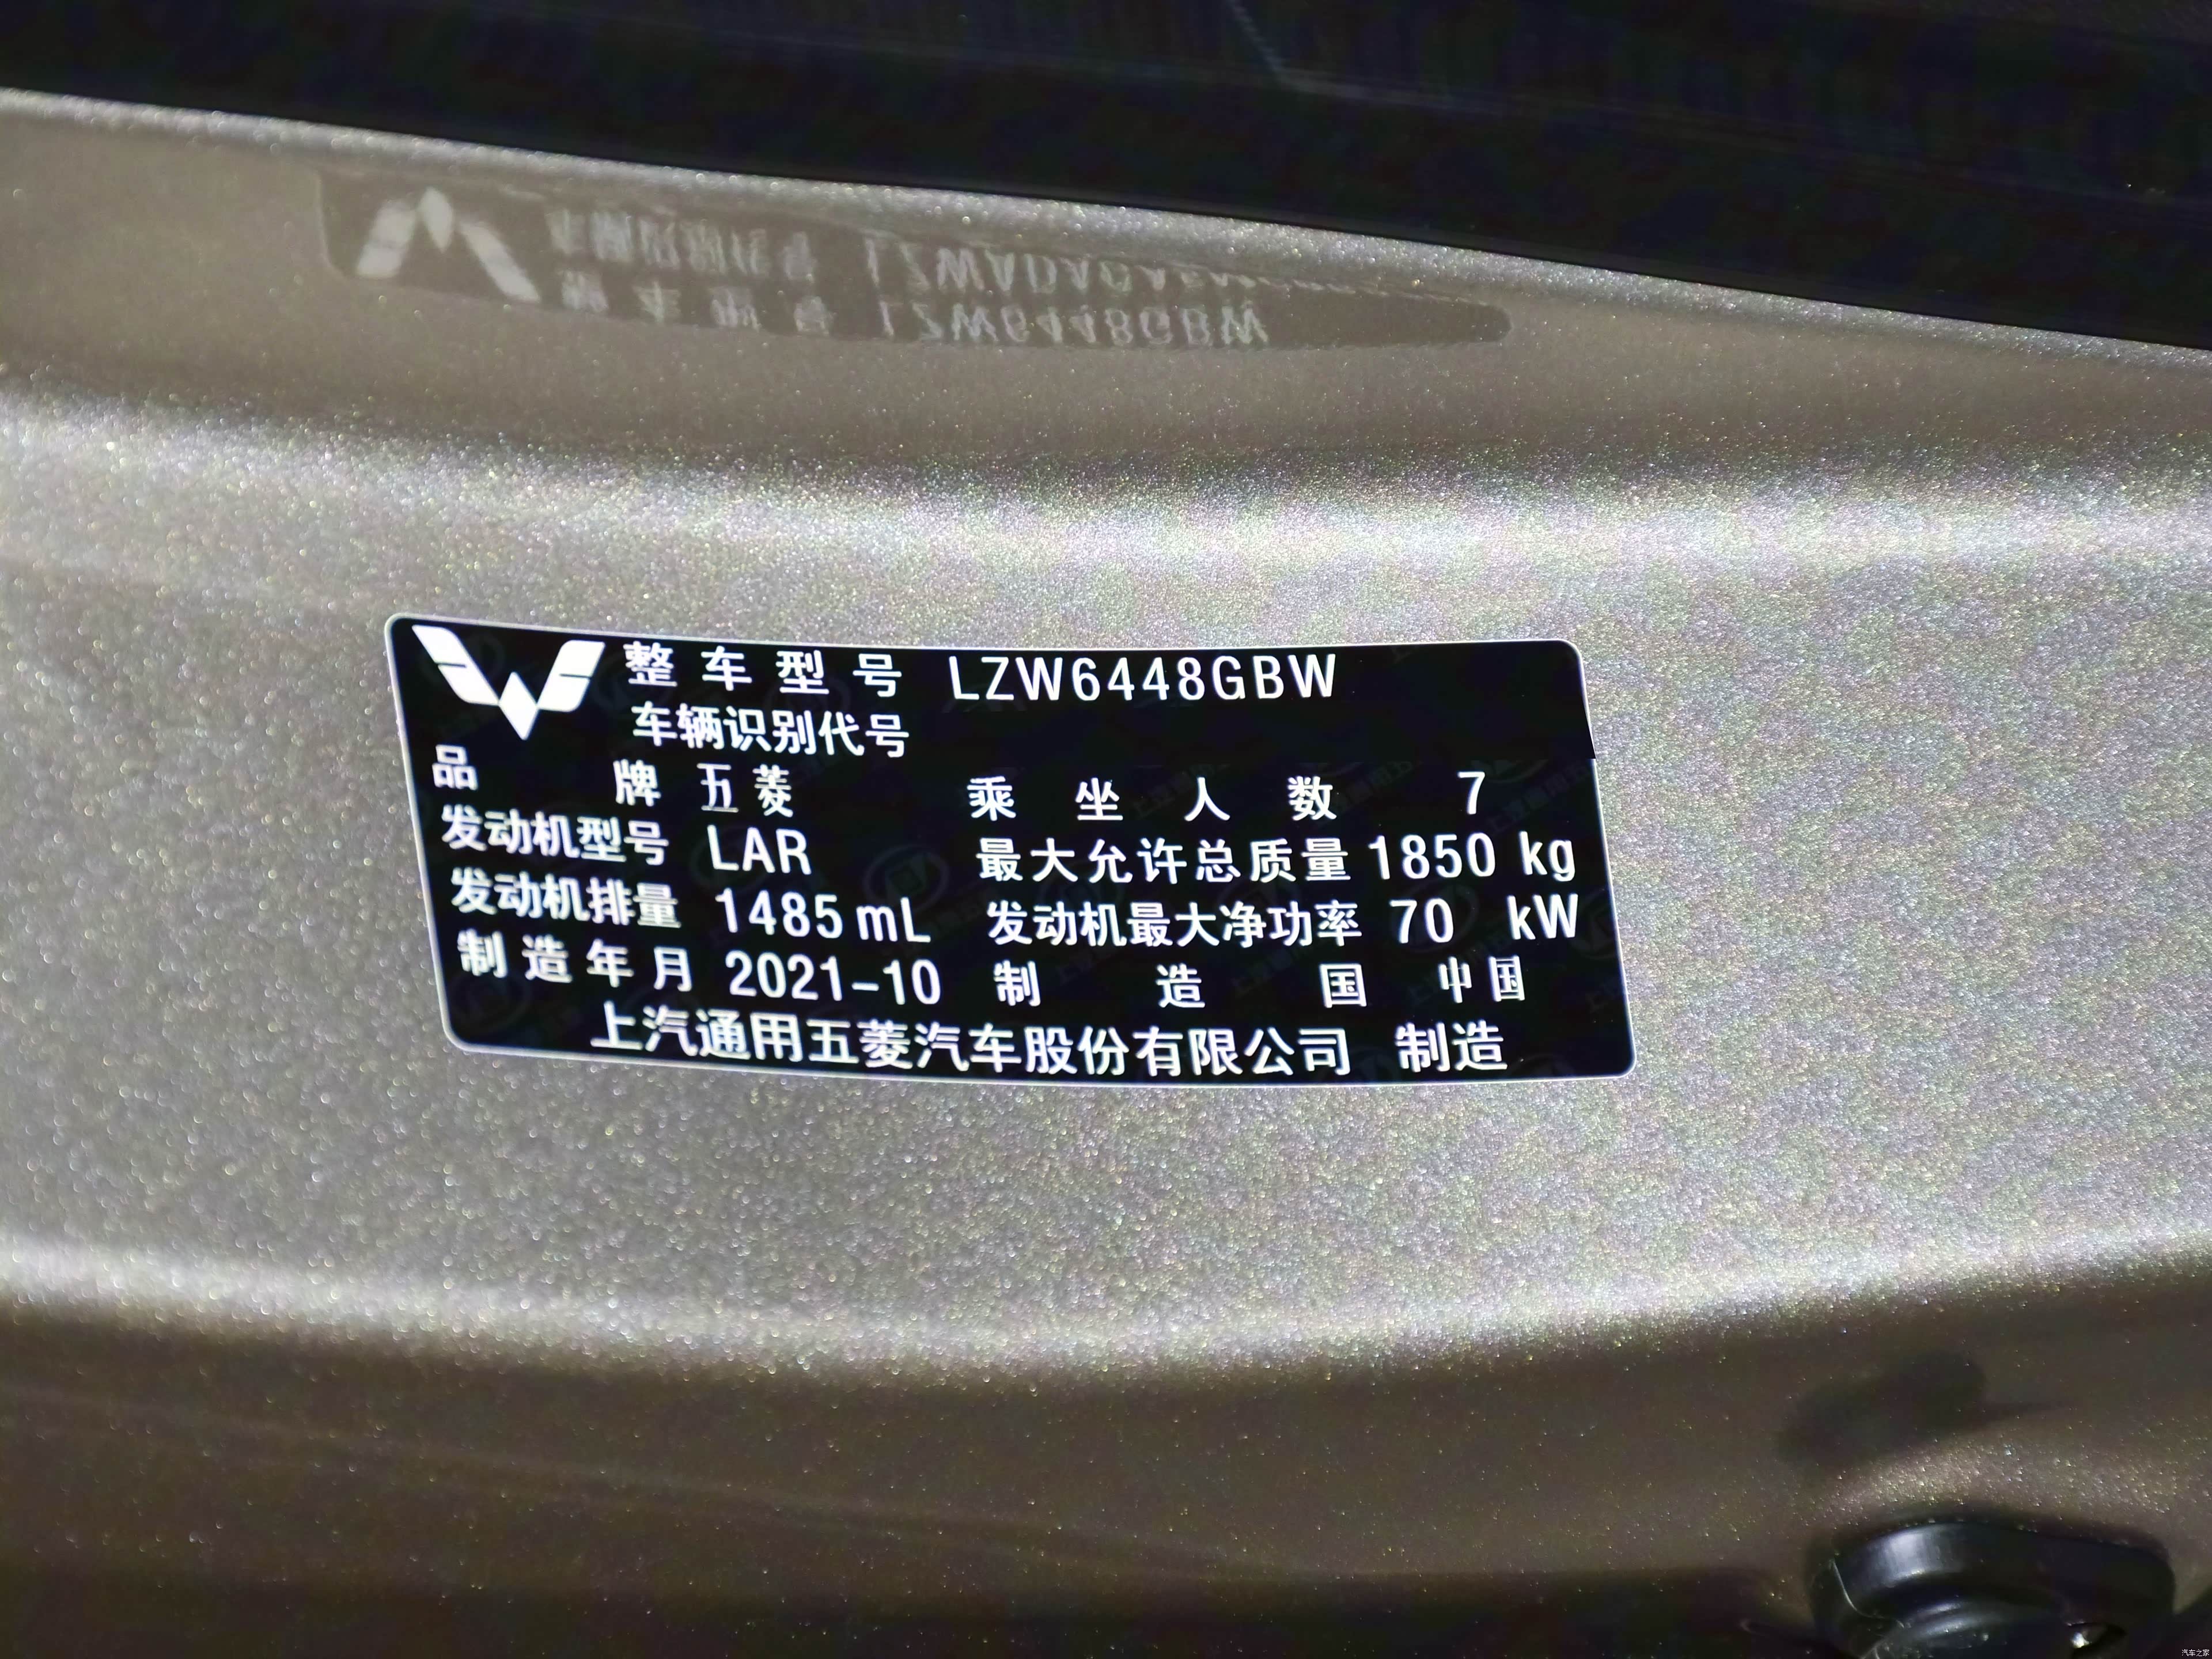 整车型号 LZW6448GBW
车辆识别代号
品牌 五菱 乘坐人数 7
发动机型号 LAR 最大允许总质量 1850 kg
发动机排量 1485 mL 发动机最大净功率 70 kW
制造年月 2021-10 制造国 中国
上汽通用五菱汽车股份有限公司 制造
汽车之家